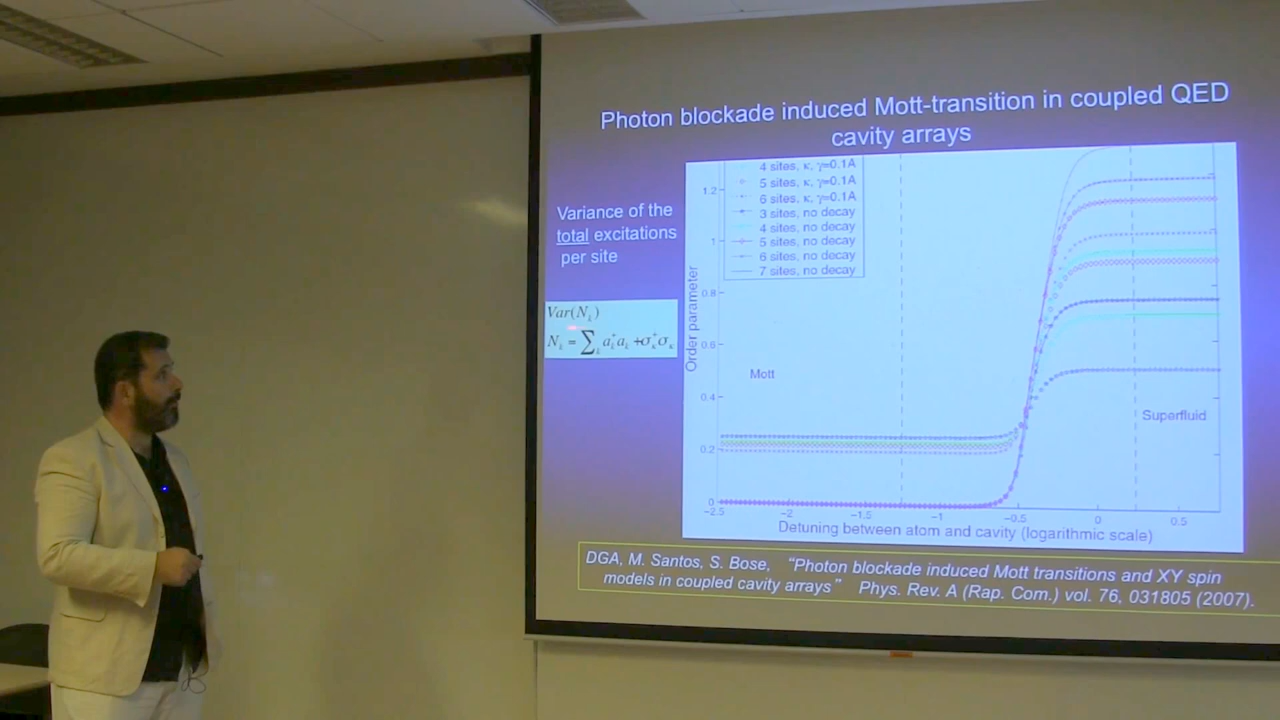 Photon blockade induced Mott-transition in coupled QED
cavity arrays
Variance of the
total excitations
per site
Var(N_k)
N_k = ∑_k a_k^+ a_k + σ_κ^+ σ_κ
4 sites, κ, γ=0.1A
5 sites, κ, γ=0.1A
6 sites, κ, γ=0.1A
3 sites, no decay
4 sites, no decay
5 sites, no decay
6 sites, no decay
7 sites, no decay
Order parameter
1.2
1
0.8
0.6
0.4
0.2
0
Mott
Superfluid
−2.5 −2 −1.5 −1 −0.5 0 0.5
Detuning between atom and cavity (logarithmic scale)
DGA, M. Santos, S. Bose, “Photon blockade induced Mott transitions and XY spin
models in coupled cavity arrays” Phys. Rev. A (Rap. Com.) vol. 76, 031805 (2007).